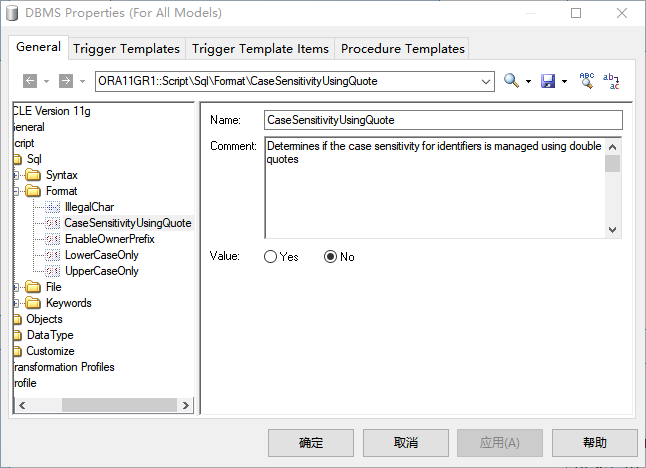 DBMS Properties (For All Models)
General
Trigger Templates
Trigger Template Items
Procedure Templates
ORA11GR1::Script\Sql\Format\CaseSensitivityUsingQuote
CLE Version 11g
eneral
cript
Sql
Syntax
Format
IllegalChar
CaseSensitivityUsingQuote
EnableOwnerPrefix
LowerCaseOnly
UpperCaseOnly
File
Keywords
Objects
DataType
Customize
ransformation Profiles
rofile
Name: CaseSensitivityUsingQuote
Comment: Determines if the case sensitivity for identifiers is managed using double
quotes
Value: Yes No
确定
取消
应用(A)
帮助